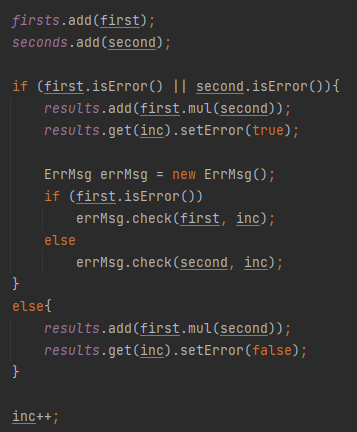 firsts.add(first);
seconds.add(second);

if (first.isError() || second.isError()){
    results.add(first.mul(second));
    results.get(inc).setError(true);

    ErrMsg errMsg = new ErrMsg();
    if (first.isError())
        errMsg.check(first, inc);
    else
        errMsg.check(second, inc);
}
else{
    results.add(first.mul(second));
    results.get(inc).setError(false);
}

inc++;